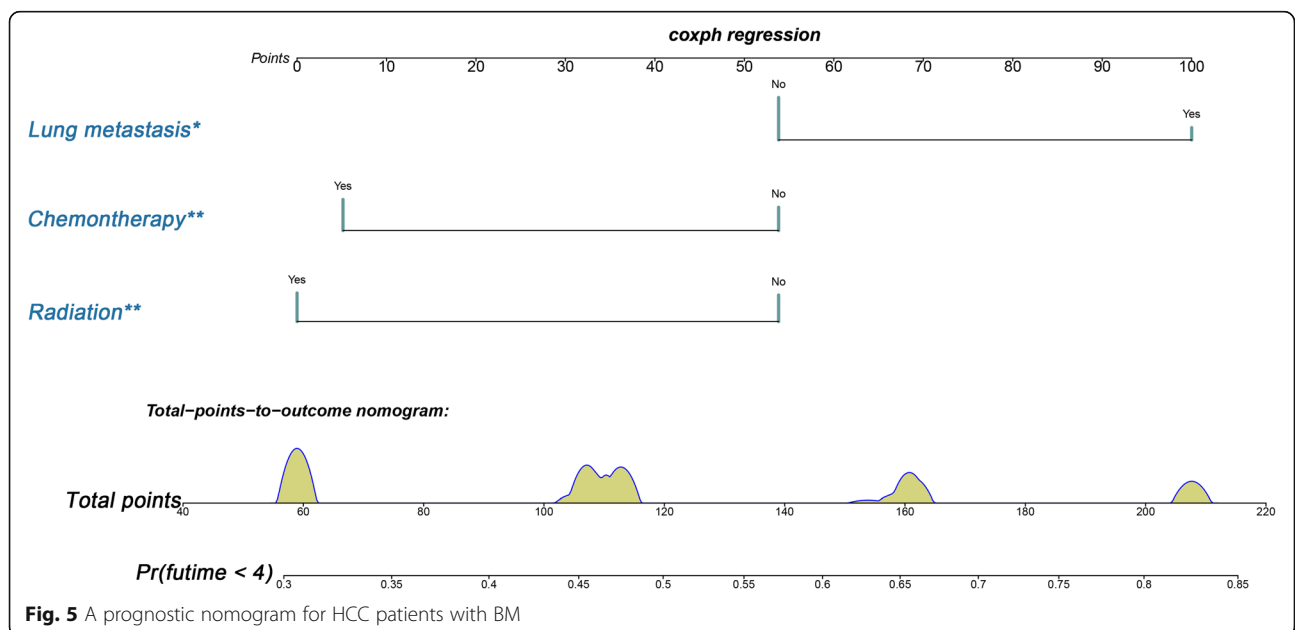 coxph regression
Points 0 10 20 30 40 50 60 70 80 90 100
No
Yes
Lung metastasis*
Yes
No
Chemontherapy**
Yes
No
Radiation**
Total−points−to−outcome nomogram:
Total points
40 60 80 100 120 140 160 180 200 220
Pr(futime < 4)
0.3 0.35 0.4 0.45 0.5 0.55 0.6 0.65 0.7 0.75 0.8 0.85
Fig. 5 A prognostic nomogram for HCC patients with BM